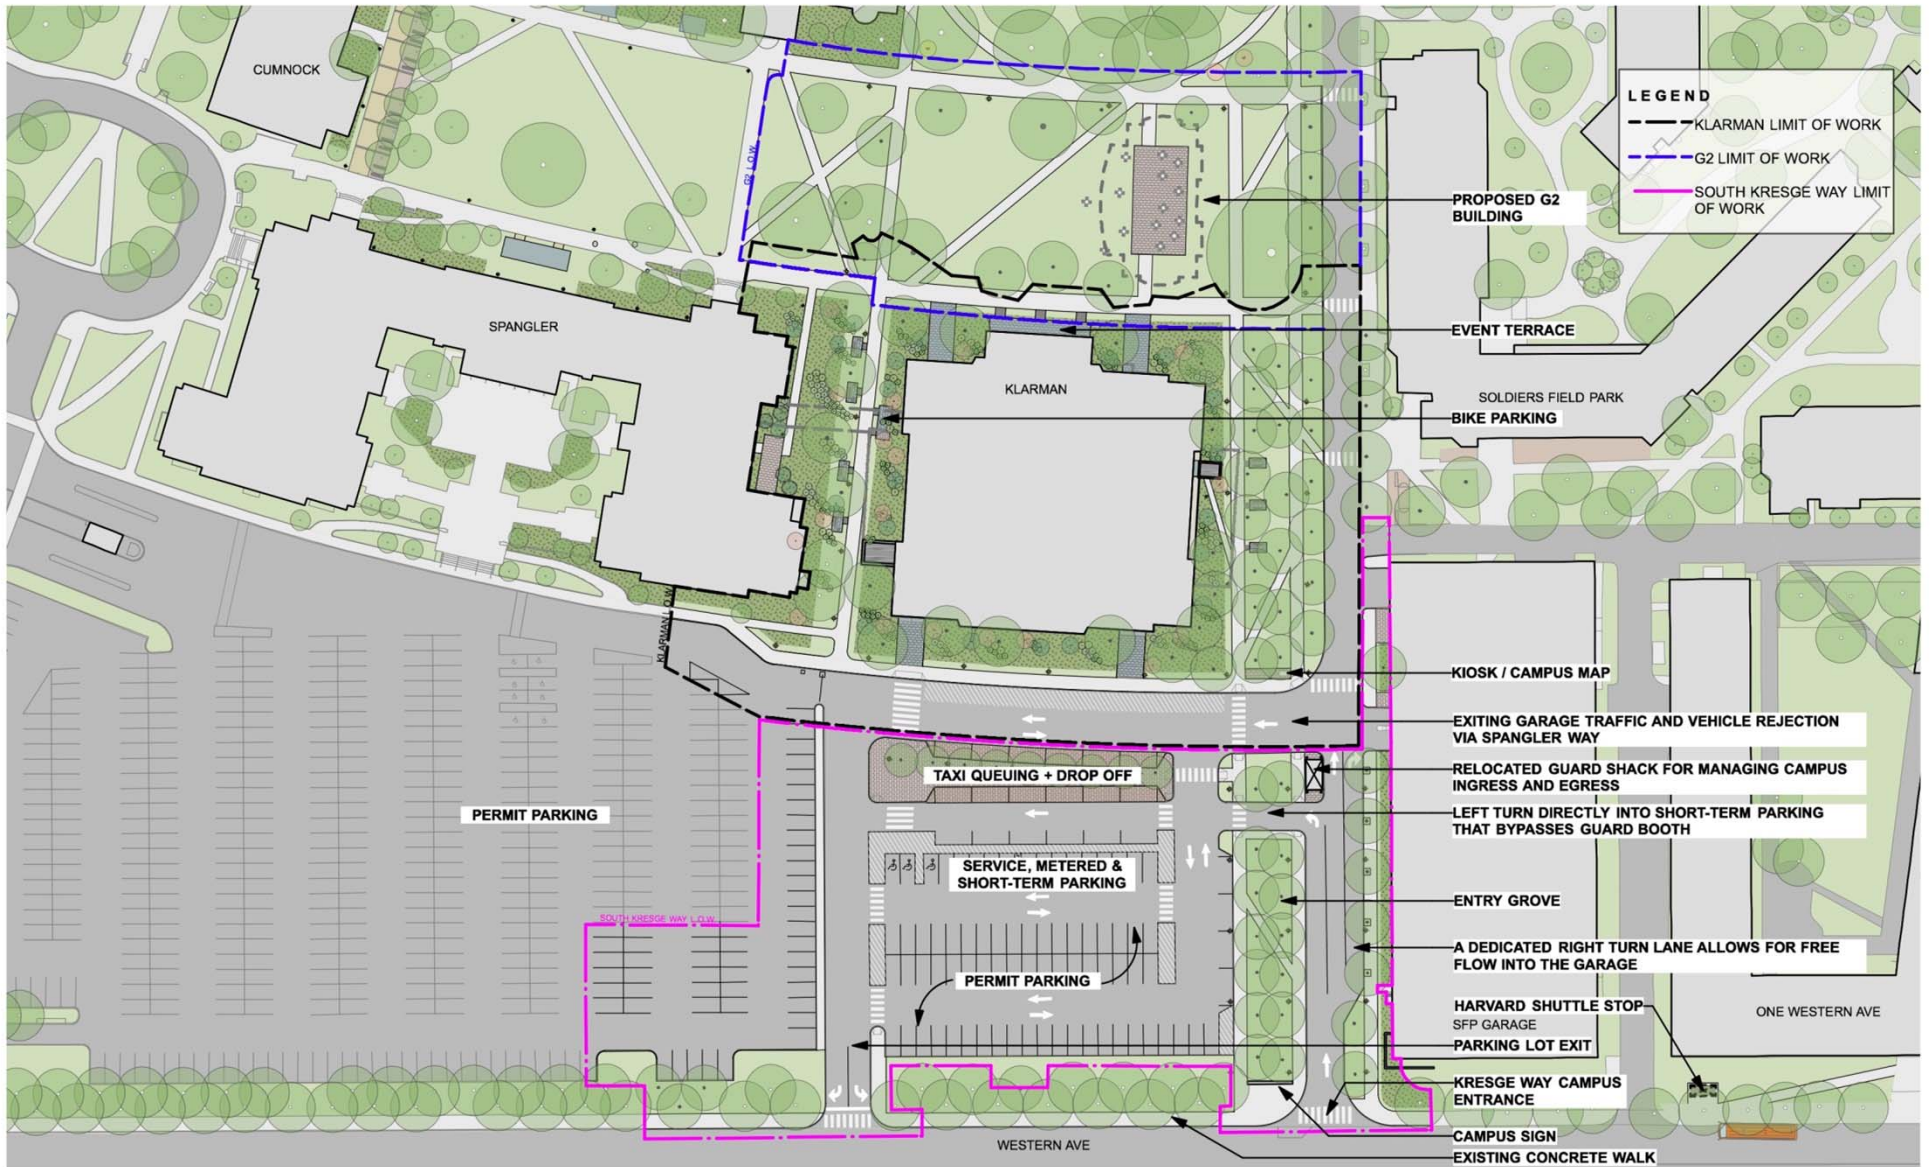 CUMNOCK
LEGEND
KLARMAN LIMIT OF WORK
G2 LIMIT OF WORK
SOUTH KRESGE WAY LIMIT
OF WORK
G2 L.O.W.
PROPOSED G2
BUILDING
SPANGLER
EVENT TERRACE
KLARMAN
SOLDIERS FIELD PARK
BIKE PARKING
KLARMAN L.O.W.
KIOSK / CAMPUS MAP
EXITING GARAGE TRAFFIC AND VEHICLE REJECTION
VIA SPANGLER WAY
TAXI QUEUING + DROP OFF
RELOCATED GUARD SHACK FOR MANAGING CAMPUS
INGRESS AND EGRESS
PERMIT PARKING
LEFT TURN DIRECTLY INTO SHORT-TERM PARKING
THAT BYPASSES GUARD BOOTH
SERVICE, METERED &
SHORT-TERM PARKING
ENTRY GROVE
SOUTH KRESGE WAY L.O.W.
A DEDICATED RIGHT TURN LANE ALLOWS FOR FREE
FLOW INTO THE GARAGE
PERMIT PARKING
HARVARD SHUTTLE STOP
SFP GARAGE
ONE WESTERN AVE
PARKING LOT EXIT
KRESGE WAY CAMPUS
ENTRANCE
CAMPUS SIGN
WESTERN AVE
EXISTING CONCRETE WALK